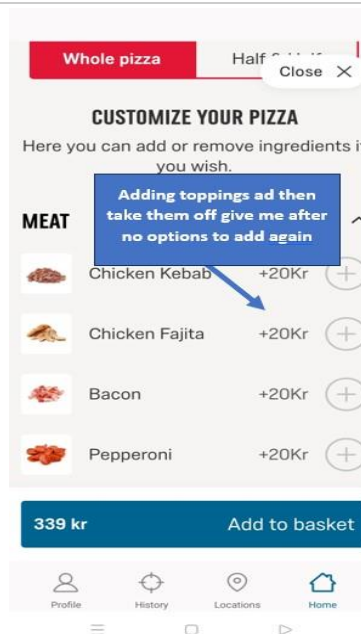 Whole pizza
Close ×
CUSTOMIZE YOUR PIZZA
Here you can add or remove ingredients
you wish.
Adding toppings ad then
take them off give me after
no options to add again
MEAT
Chicken Kebab +20Kr
Chicken Fajita +20Kr
Bacon +20Kr
Pepperoni +20Kr
339 kr Add to basket
Profile History Locations Home